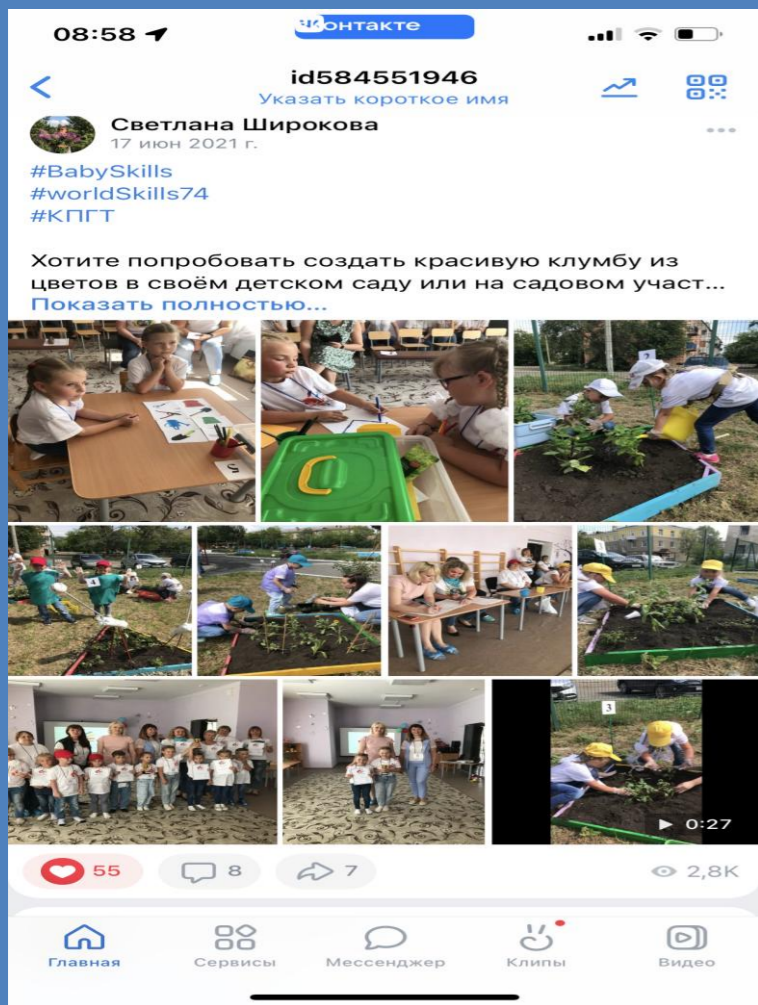 08:58
ВКонтакте
id584551946
Указать короткое имя
Светлана Широкова
17 июн 2021 г.
#BabySkills
#worldSkills74
#КПГТ
Хотите попробовать создать красивую клумбу из
цветов в своём детском саду или на садовом участ...
Показать полностью...
3
0:27
55
8
7
2,8K
Главная
Сервисы
Мессенджер
Клипы
Видео